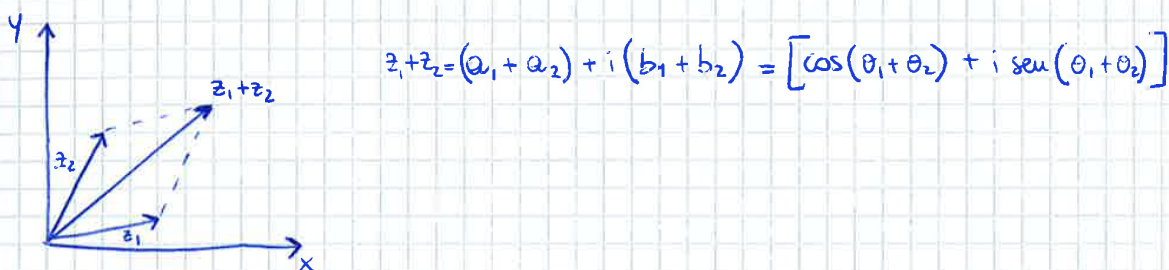 y
z₁+z₂=(a₁+a₂)+i(b₁+b₂)=[cos(θ₁+θ₂)+i sen(θ₁+θ₂)]
z₁+z₂
z₂
z₁
x